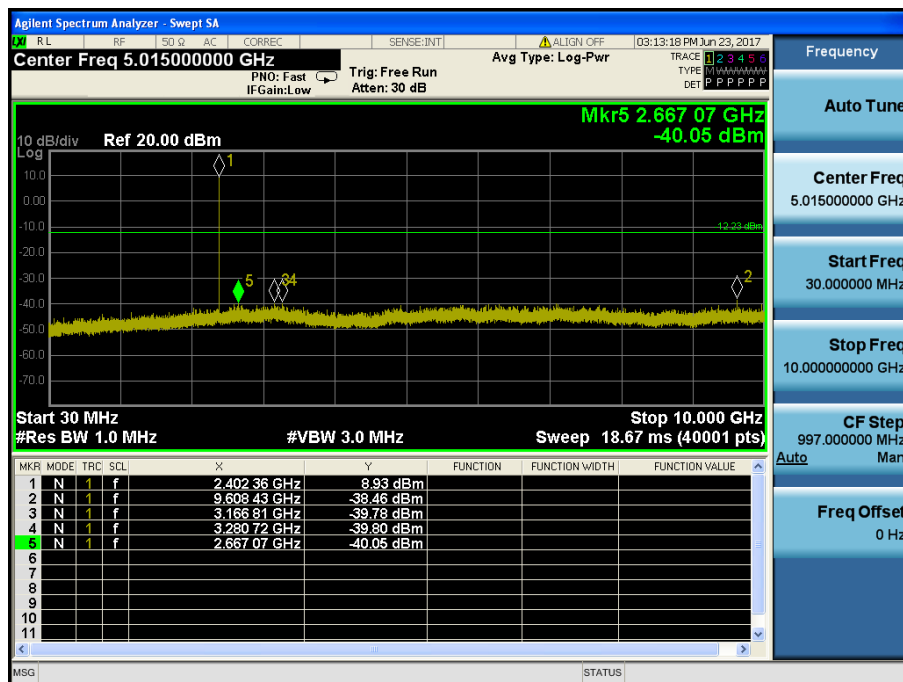 Agilent Spectrum Analyzer - Swept SA
LXI RL RF 50 Ω AC CORREC SENSE:INT ALIGN OFF 03:13:18 PM Jun 23, 2017
Center Freq 5.015000000 GHz
PNO: Fast
IFGain:Low
Trig: Free Run
Atten: 30 dB
Avg Type: Log-Pwr
TRACE 1 2 3 4 5 6
TYPE M W W W W W
DET P P P P P P
Mkr5 2.667 07 GHz
-40.05 dBm
10 dB/div Ref 20.00 dBm
Log
10.0
0.00
-10.0
-20.0
-30.0
-40.0
-50.0
-60.0
-70.0
1
-12.23 dBm
5
3
4
2
Start 30 MHz Stop 10.000 GHz
#Res BW 1.0 MHz #VBW 3.0 MHz Sweep 18.67 ms (40001 pts)
MKR MODE TRC SCL X Y FUNCTION FUNCTION WIDTH FUNCTION VALUE
1 N 1 f 2.402 36 GHz 8.93 dBm
2 N 1 f 9.608 43 GHz -38.46 dBm
3 N 1 f 3.166 81 GHz -39.78 dBm
4 N 1 f 3.280 72 GHz -39.80 dBm
5 N 1 f 2.667 07 GHz -40.05 dBm
6
7
8
9
10
11
MSG STATUS
Frequency
Auto Tune
Center Freq
5.015000000 GHz
Start Freq
30.000000 MHz
Stop Freq
10.000000000 GHz
CF Step
997.000000 MHz
Auto Man
Freq Offset
0 Hz